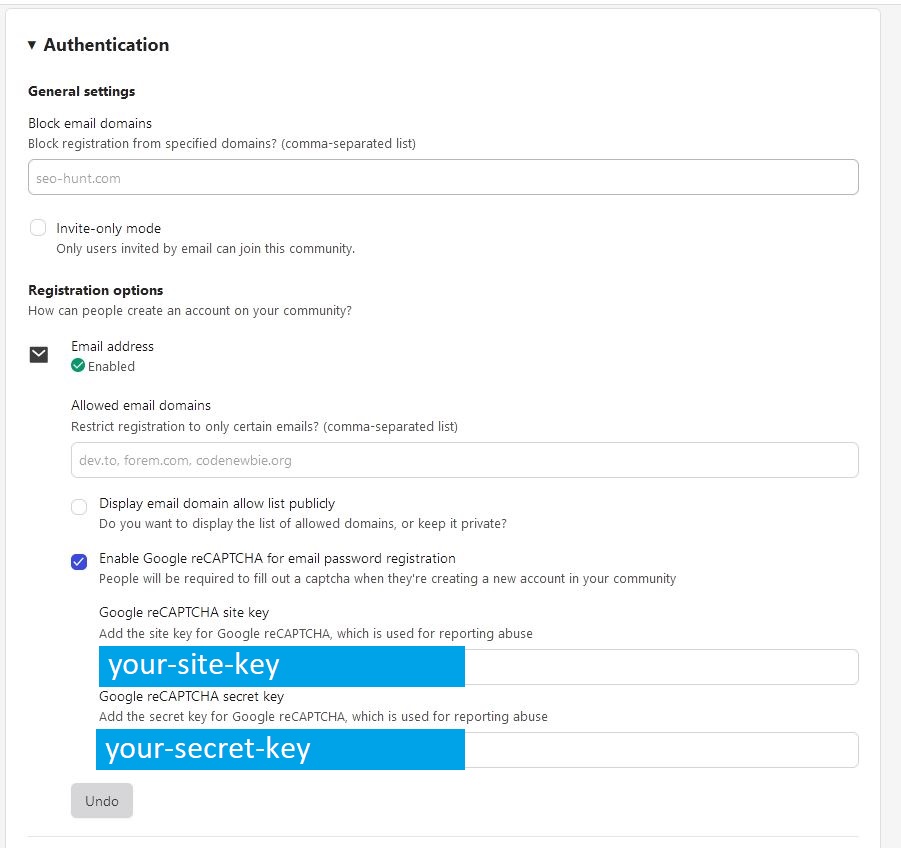 Authentication
General settings
Block email domains
Block registration from specified domains? (comma-separated list)
seo-hunt.com
Invite-only mode
Only users invited by email can join this community.
Registration options
How can people create an account on your community?
Email address
Enabled
Allowed email domains
Restrict registration to only certain emails? (comma-separated list)
dev.to, forem.com, codenewbie.org
Display email domain allow list publicly
Do you want to display the list of allowed domains, or keep it private?
Enable Google reCAPTCHA for email password registration
People will be required to fill out a captcha when they're creating a new account in your community
Google reCAPTCHA site key
Add the site key for Google reCAPTCHA, which is used for reporting abuse
your-site-key
Google reCAPTCHA secret key
Add the secret key for Google reCAPTCHA, which is used for reporting abuse
your-secret-key
Undo